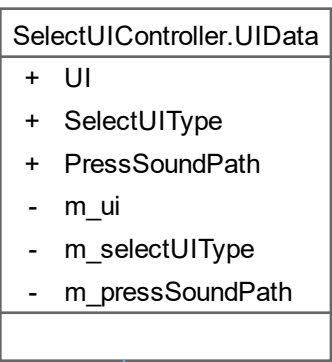 SelectUIController.UIData
+ UI
+ SelectUIType
+ PressSoundPath
- m_ui
- m_selectUIType
- m_pressSoundPath